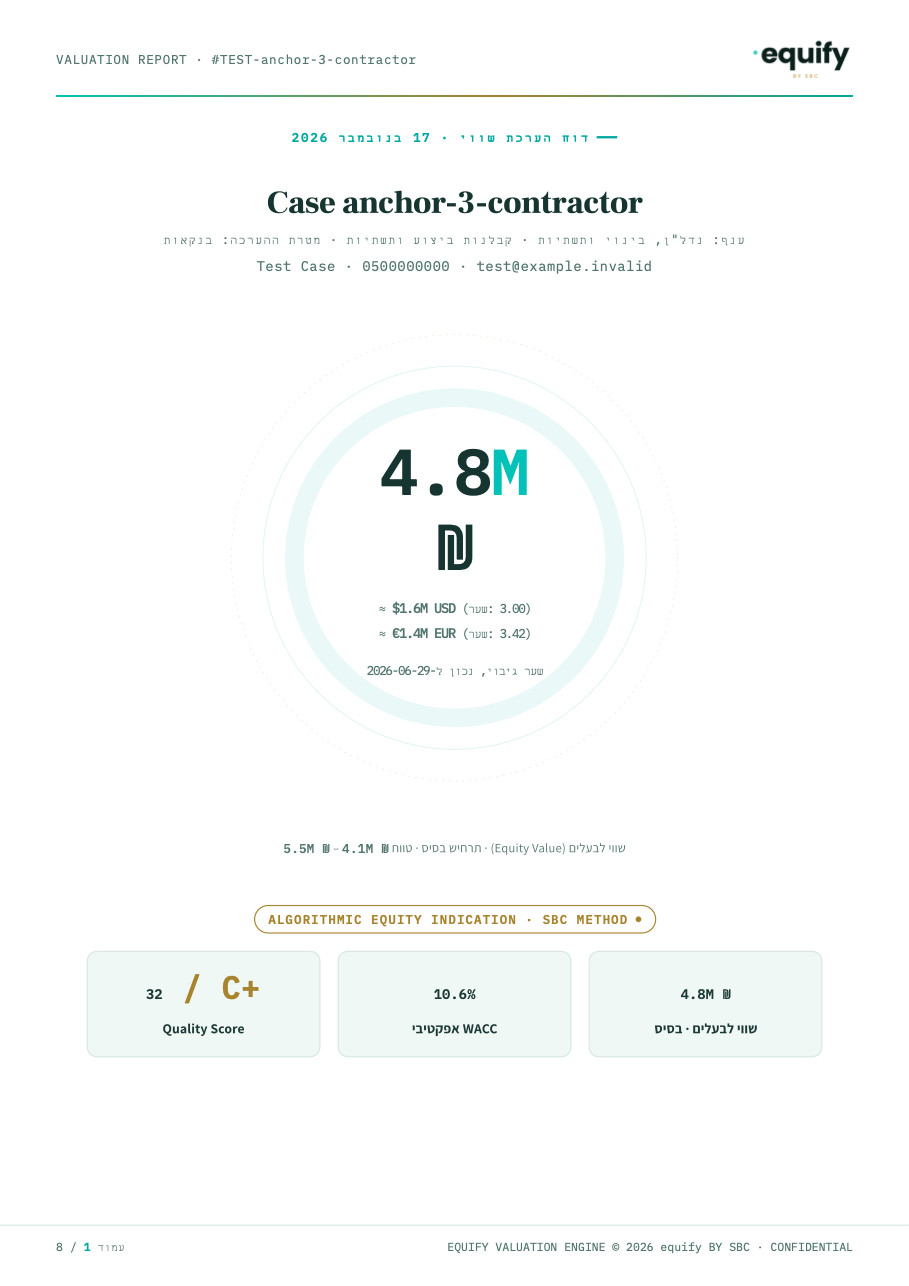 VALUATION REPORT · #TEST-anchor-3-contractor
equify
BY SBC
דוח הערכת שווי · 17 בנובמבר 2026
Case anchor-3-contractor
ענף: נדל"ן, בינוי ותשתיות · קבלנות ביצוע ותשתיות · מטרת ההערכה: בנקאות
Test Case · 0500000000 · test@example.invalid
4.8M
₪
≈ $1.6M USD (שער: 3.00)
≈ €1.4M EUR (שער: 3.42)
שער גיבוי, נכון ל-2026-06-29
שווי לבעלים (Equity Value) · תרחיש בסיס · טווח 4.1M ₪ – 5.5M ₪
ALGORITHMIC EQUITY INDICATION · SBC METHOD
4.8M ₪
שווי לבעלים · בסיס
10.6%
WACC אפקטיבי
32 / C+
Quality Score
EQUIFY VALUATION ENGINE © 2026 equify BY SBC · CONFIDENTIAL
עמוד 1 / 8